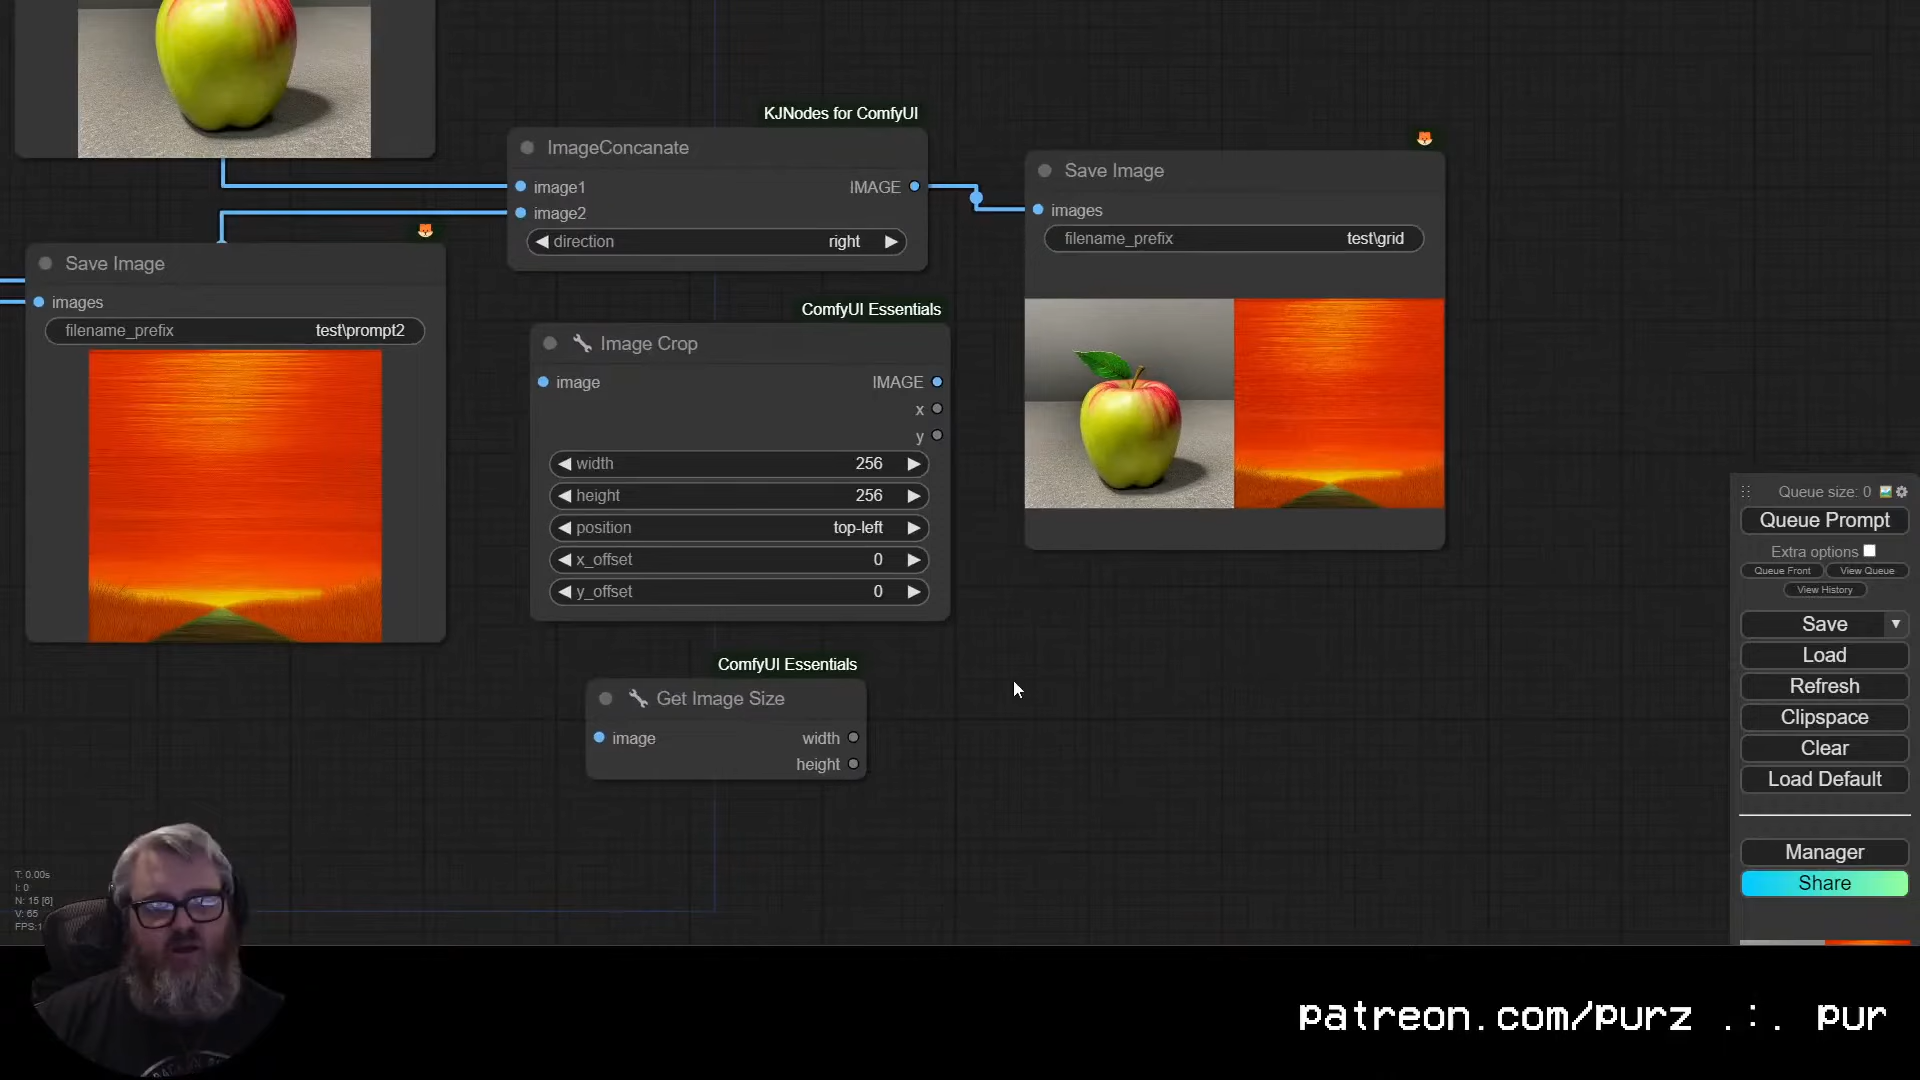 KJNodes for ComfyUI
ImageConcanate
image1
IMAGE
image2
direction
right
Save Image
images
filename_prefix
test\grid
Save Image
images
filename_prefix
test\prompt2
ComfyUI Essentials
Image Crop
image
IMAGE
x
y
width
256
height
256
position
top-left
x_offset
0
y_offset
0
ComfyUI Essentials
Get Image Size
image
width
height
Queue size: 0
Queue Prompt
Extra options
Queue Front
View Queue
View History
Save
Load
Refresh
Clipspace
Clear
Load Default
Manager
Share
T: 0.00s
I: 0
N: 15 [6]
V: 65
FPS:1
patreon.com/purz .:. pur